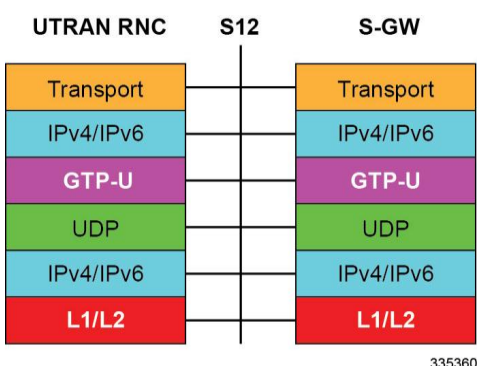 UTRAN RNC S12 S-GW
Transport Transport
IPv4/IPv6 IPv4/IPv6
GTP-U GTP-U
UDP UDP
IPv4/IPv6 IPv4/IPv6
L1/L2 L1/L2
335360